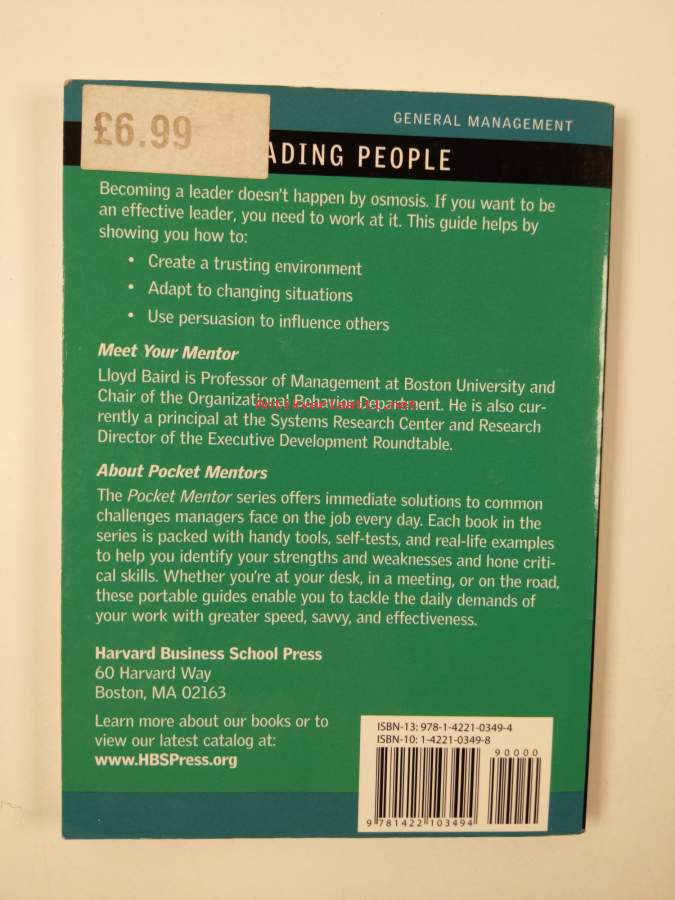 £6.99
GENERAL MANAGEMENT
ADING PEOPLE
Becoming a leader doesn't happen by osmosis. If you want to be
an effective leader, you need to work at it. This guide helps by
showing you how to:
• Create a trusting environment
• Adapt to changing situations
• Use persuasion to influence others
Meet Your Mentor
Lloyd Baird is Professor of Management at Boston University and
Chair of the Organizational Behavior Department. He is also cur-
rently a principal at the Systems Research Center and Research
Director of the Executive Development Roundtable.
About Pocket Mentors
The Pocket Mentor series offers immediate solutions to common
challenges managers face on the job every day. Each book in the
series is packed with handy tools, self-tests, and real-life examples
to help you identify your strengths and weaknesses and hone criti-
cal skills. Whether you're at your desk, in a meeting, or on the road,
these portable guides enable you to tackle the daily demands of
your work with greater speed, savvy, and effectiveness.
Harvard Business School Press
60 Harvard Way
Boston, MA 02163
Learn more about our books or to
view our latest catalog at:
www.HBSPress.org
ISBN-13: 978-1-4221-0349-4
ISBN-10: 1-4221-0349-8
90000
9 781422 103494